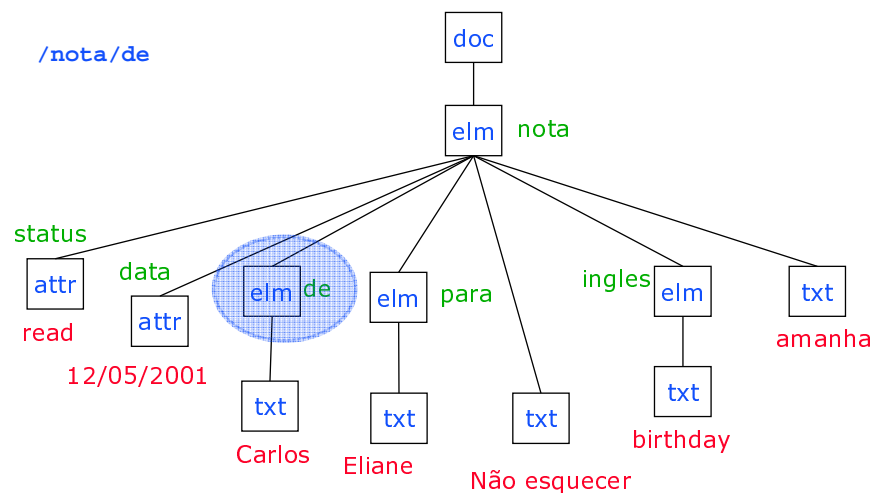 /nota/de
doc
elm
nota
status
attr
read
data
attr
12/05/2001
elm
de
txt
Carlos
elm
para
txt
Eliane
txt
Não esquecer
ingles
elm
txt
birthday
txt
amanha